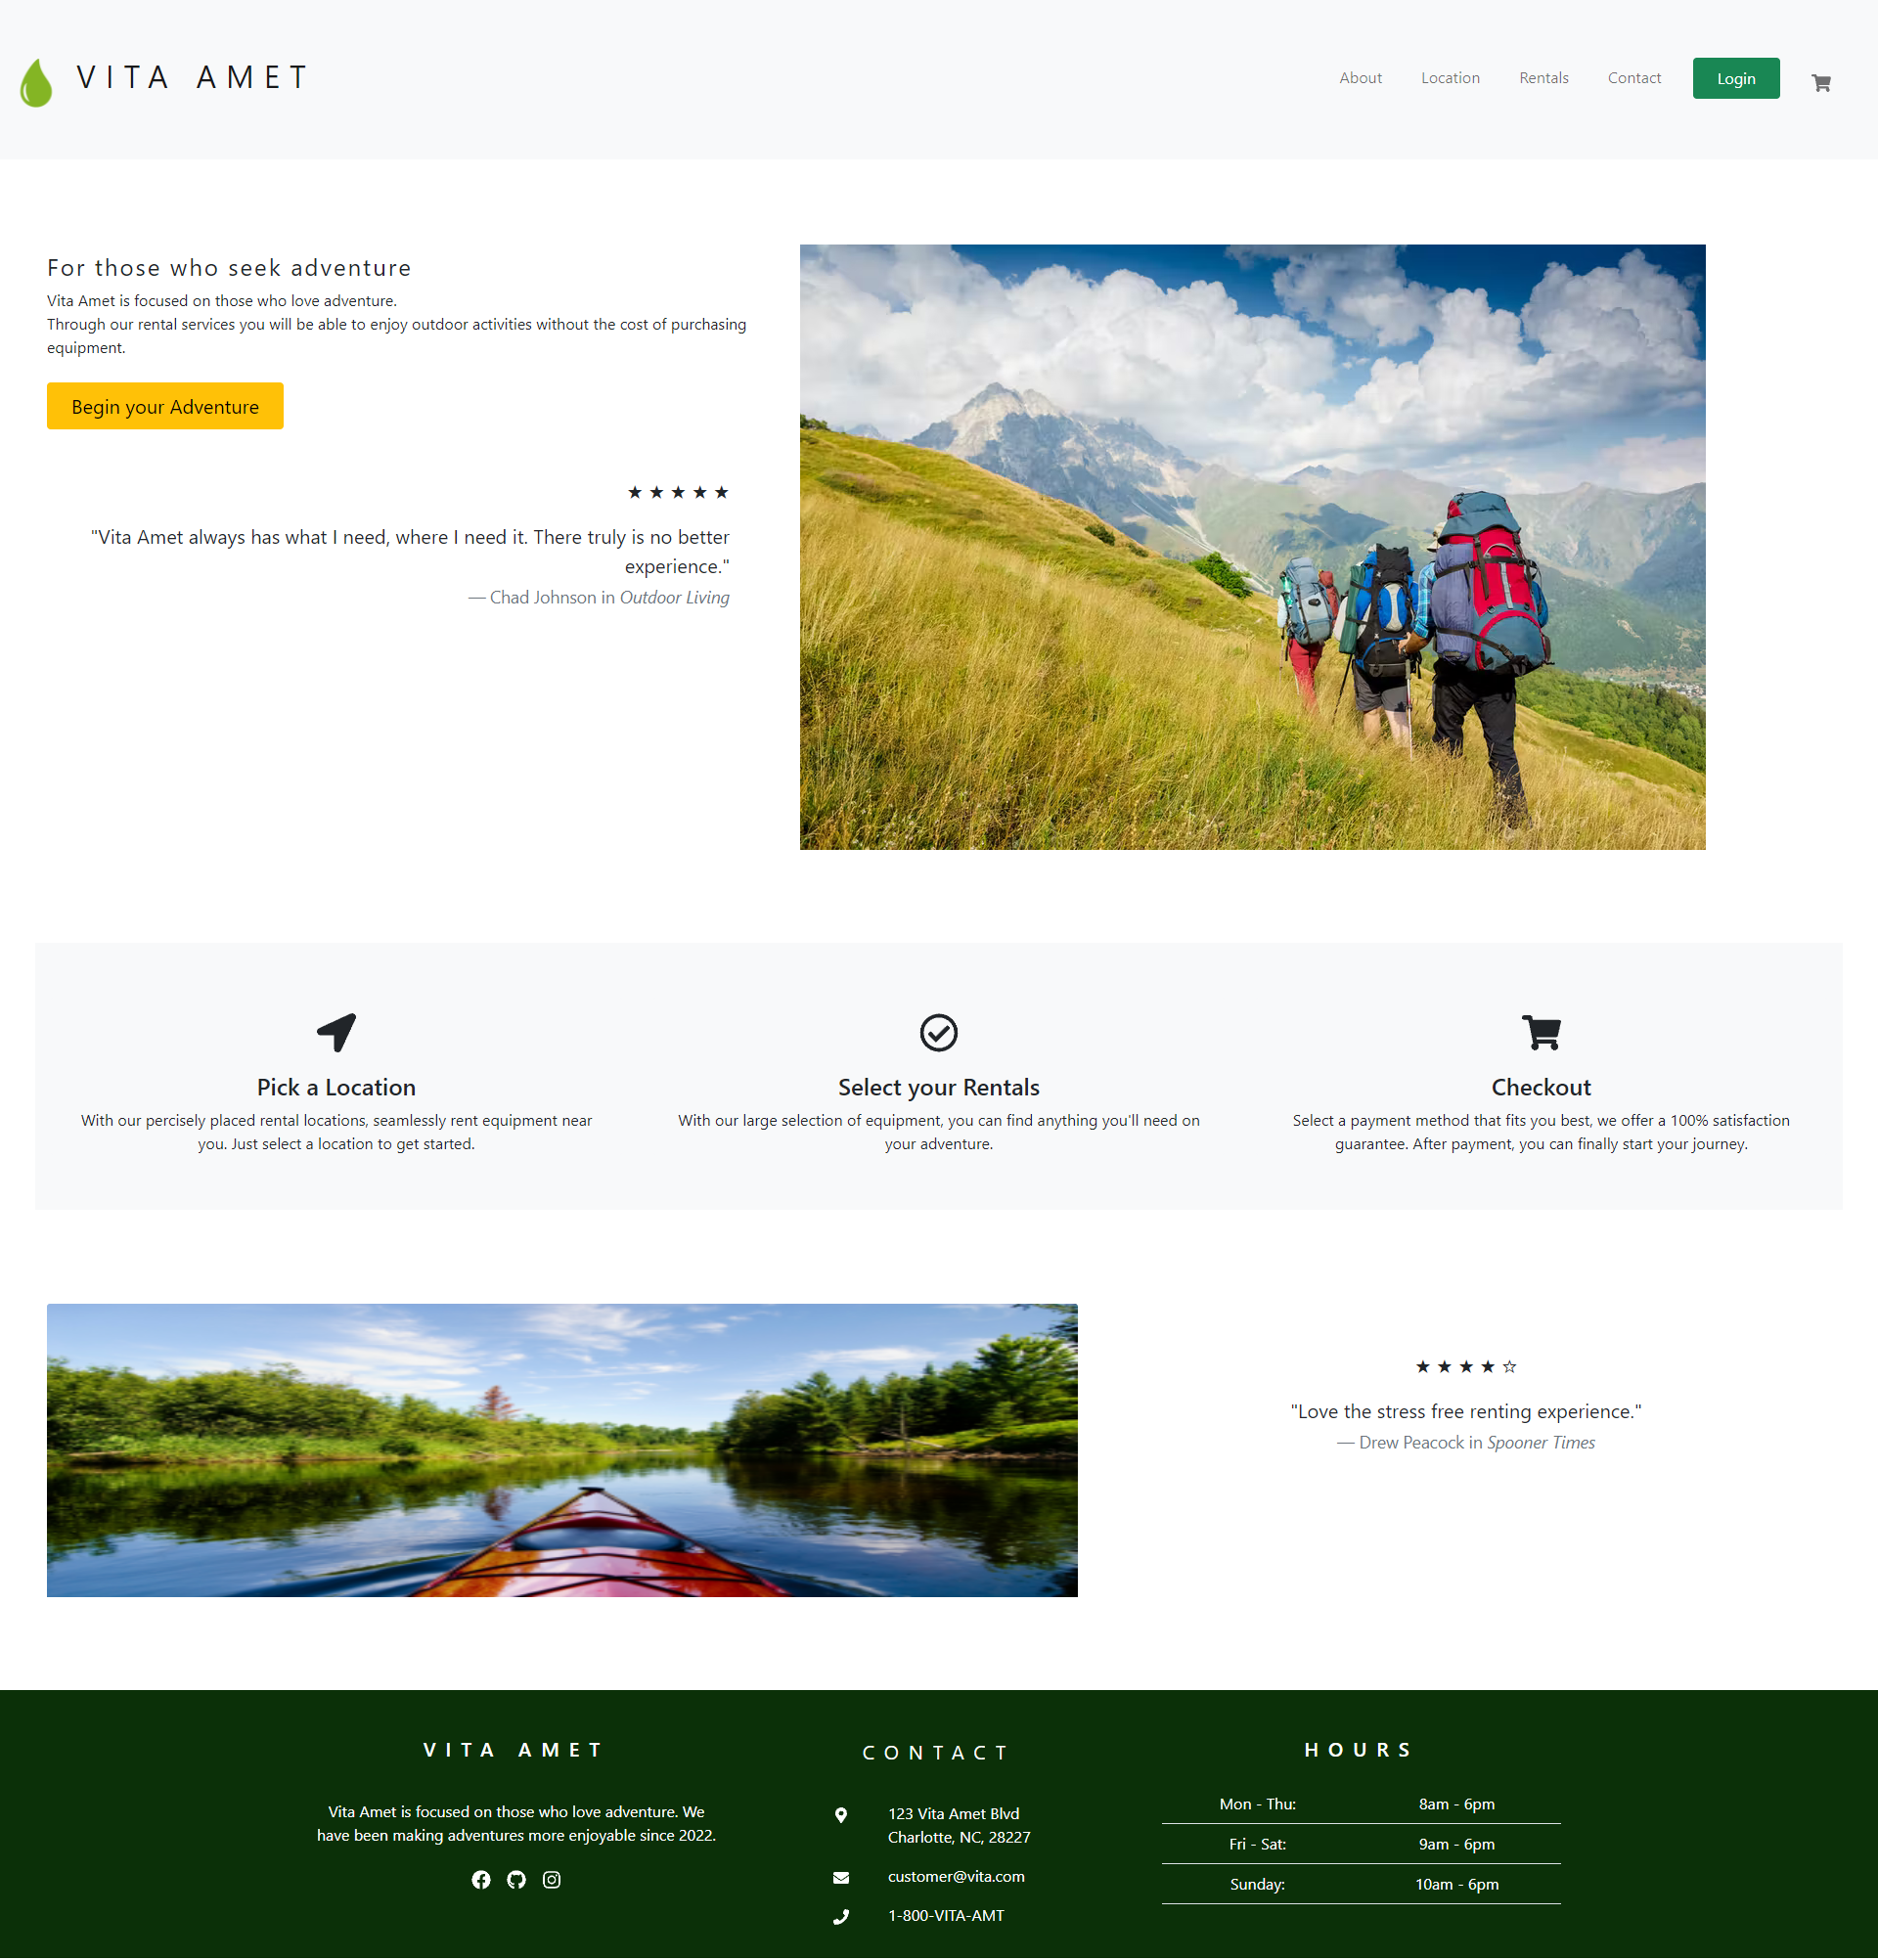 VITA AMET
About Location Rentals Contact Login
For those who seek adventure
Vita Amet is focused on those who love adventure.
Through our rental services you will be able to enjoy outdoor activities without the cost of purchasing
equipment.
Begin your Adventure
★ ★ ★ ★ ★
"Vita Amet always has what I need, where I need it. There truly is no better
experience."
— Chad Johnson in Outdoor Living
Pick a Location
With our percisely placed rental locations, seamlessly rent equipment near
you. Just select a location to get started.
Select your Rentals
With our large selection of equipment, you can find anything you'll need on
your adventure.
Checkout
Select a payment method that fits you best, we offer a 100% satisfaction
guarantee. After payment, you can finally start your journey.
★ ★ ★ ★ ☆
"Love the stress free renting experience."
— Drew Peacock in Spooner Times
VITA AMET
Vita Amet is focused on those who love adventure. We
have been making adventures more enjoyable since 2022.
CONTACT
123 Vita Amet Blvd
Charlotte, NC, 28227
customer@vita.com
1-800-VITA-AMT
HOURS
Mon - Thu: 8am - 6pm
Fri - Sat: 9am - 6pm
Sunday: 10am - 6pm